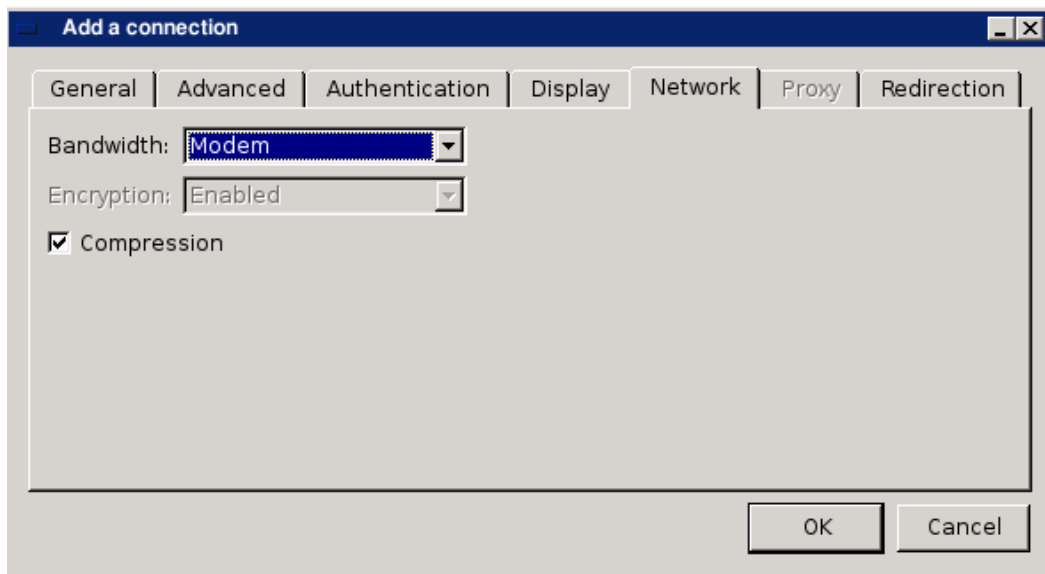 Add a connection
General Advanced Authentication Display Network Proxy Redirection
Bandwidth: Modem
Encryption: Enabled
Compression
OK Cancel